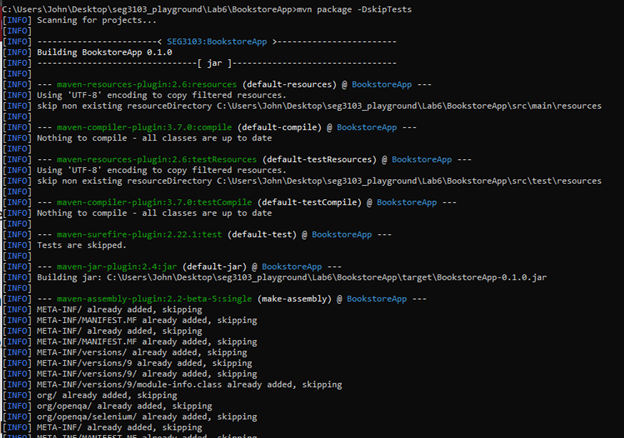 C:\Users\John\Desktop\seg3103_playground\Lab6\BookstoreApp>mvn package -DskipTests
[INFO] Scanning for projects...
[INFO]
[INFO] ----------------------< SEG3103:BookstoreApp >----------------------
[INFO] Building BookstoreApp 0.1.0
[INFO] --------------------------------[ jar ]---------------------------------
[INFO]
[INFO] --- maven-resources-plugin:2.6:resources (default-resources) @ BookstoreApp ---
[INFO] Using 'UTF-8' encoding to copy filtered resources.
[INFO] skip non existing resourceDirectory C:\Users\John\Desktop\seg3103_playground\Lab6\BookstoreApp\src\main\resources
[INFO]
[INFO] --- maven-compiler-plugin:3.7.0:compile (default-compile) @ BookstoreApp ---
[INFO] Nothing to compile - all classes are up to date
[INFO]
[INFO] --- maven-resources-plugin:2.6:testResources (default-testResources) @ BookstoreApp ---
[INFO] Using 'UTF-8' encoding to copy filtered resources.
[INFO] skip non existing resourceDirectory C:\Users\John\Desktop\seg3103_playground\Lab6\BookstoreApp\src\test\resources
[INFO]
[INFO] --- maven-compiler-plugin:3.7.0:testCompile (default-testCompile) @ BookstoreApp ---
[INFO] Nothing to compile - all classes are up to date
[INFO]
[INFO] --- maven-surefire-plugin:2.22.1:test (default-test) @ BookstoreApp ---
[INFO] Tests are skipped.
[INFO]
[INFO] --- maven-jar-plugin:2.4:jar (default-jar) @ BookstoreApp ---
[INFO] Building jar: C:\Users\John\Desktop\seg3103_playground\Lab6\BookstoreApp\target\BookstoreApp-0.1.0.jar
[INFO]
[INFO] --- maven-assembly-plugin:2.2-beta-5:single (make-assembly) @ BookstoreApp ---
[INFO] META-INF/ already added, skipping
[INFO] META-INF/MANIFEST.MF already added, skipping
[INFO] META-INF/ already added, skipping
[INFO] META-INF/MANIFEST.MF already added, skipping
[INFO] META-INF/versions/ already added, skipping
[INFO] META-INF/versions/9 already added, skipping
[INFO] META-INF/versions/9/ already added, skipping
[INFO] META-INF/versions/9/module-info.class already added, skipping
[INFO] org/ already added, skipping
[INFO] org/openqa/ already added, skipping
[INFO] org/openqa/selenium/ already added, skipping
[INFO] META-INF/ already added, skipping
[INFO] META-INF/MANIFEST.MF already added, skipping